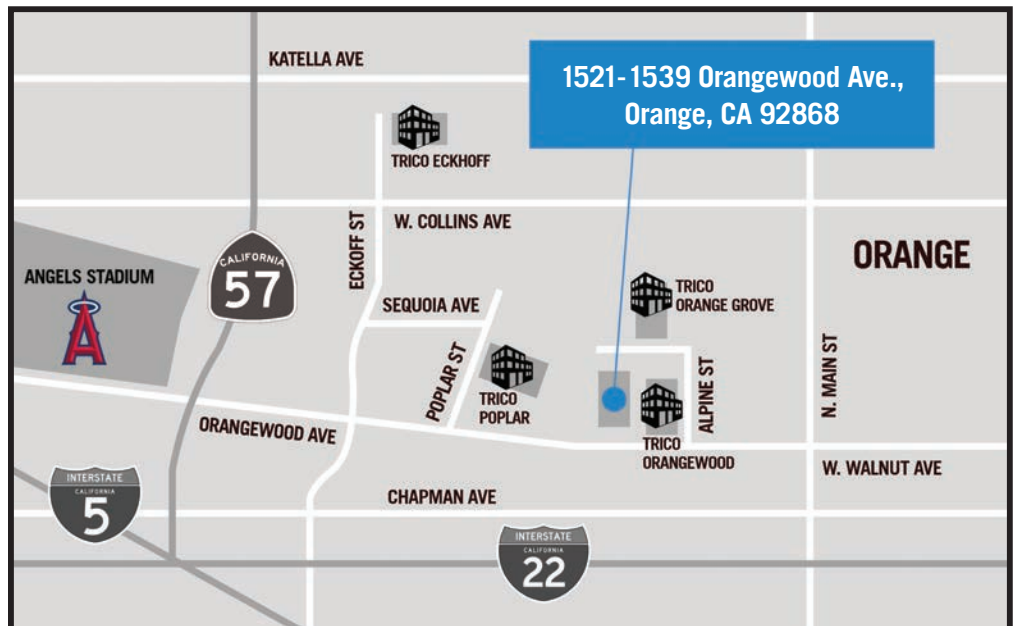 KATELLA AVE
1521-1539 Orangewood Ave.,
Orange, CA 92868
TRICO ECKHOFF
ECKOFF ST
W. COLLINS AVE
ORANGE
ANGELS STADIUM
A
CALIFORNIA
57
TRICO
ORANGE GROVE
SEQUOIA AVE
POPLAR ST
TRICO
POPLAR
ALPINE ST
N. MAIN ST
ORANGEWOOD AVE
TRICO
ORANGEWOOD
W. WALNUT AVE
INTERSTATE
CALIFORNIA
5
CHAPMAN AVE
INTERSTATE
CALIFORNIA
22